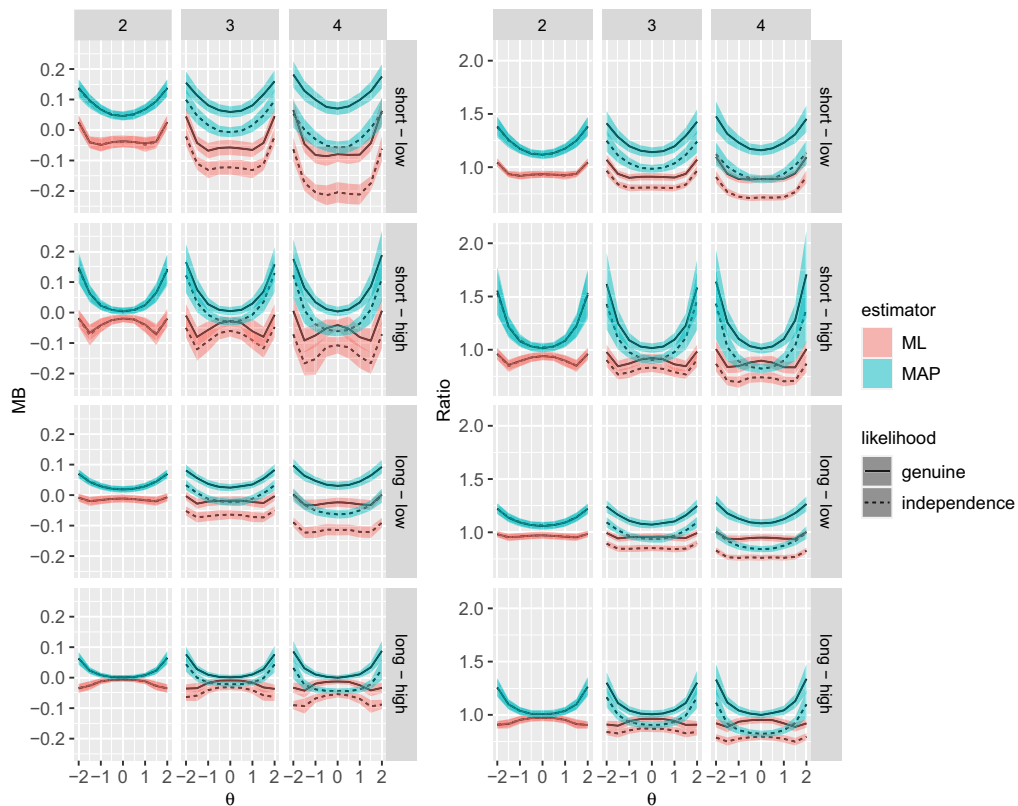 2 3 4
0.2
0.1
0.0
−0.1
−0.2
short − low
0.2
0.1
0.0
−0.1
−0.2
short − high
0.2
0.1
0.0
−0.1
−0.2
long − low
0.2
0.1
0.0
−0.1
−0.2
long − high
MB
−2 −1 0 1 2 −2 −1 0 1 2 −2 −1 0 1 2
θ
2 3 4
2.0
1.5
1.0
short − low
2.0
1.5
1.0
short − high
2.0
1.5
1.0
long − low
2.0
1.5
1.0
long − high
Ratio
−2 −1 0 1 2 −2 −1 0 1 2 −2 −1 0 1 2
θ
estimator
ML
MAP
likelihood
genuine
independence